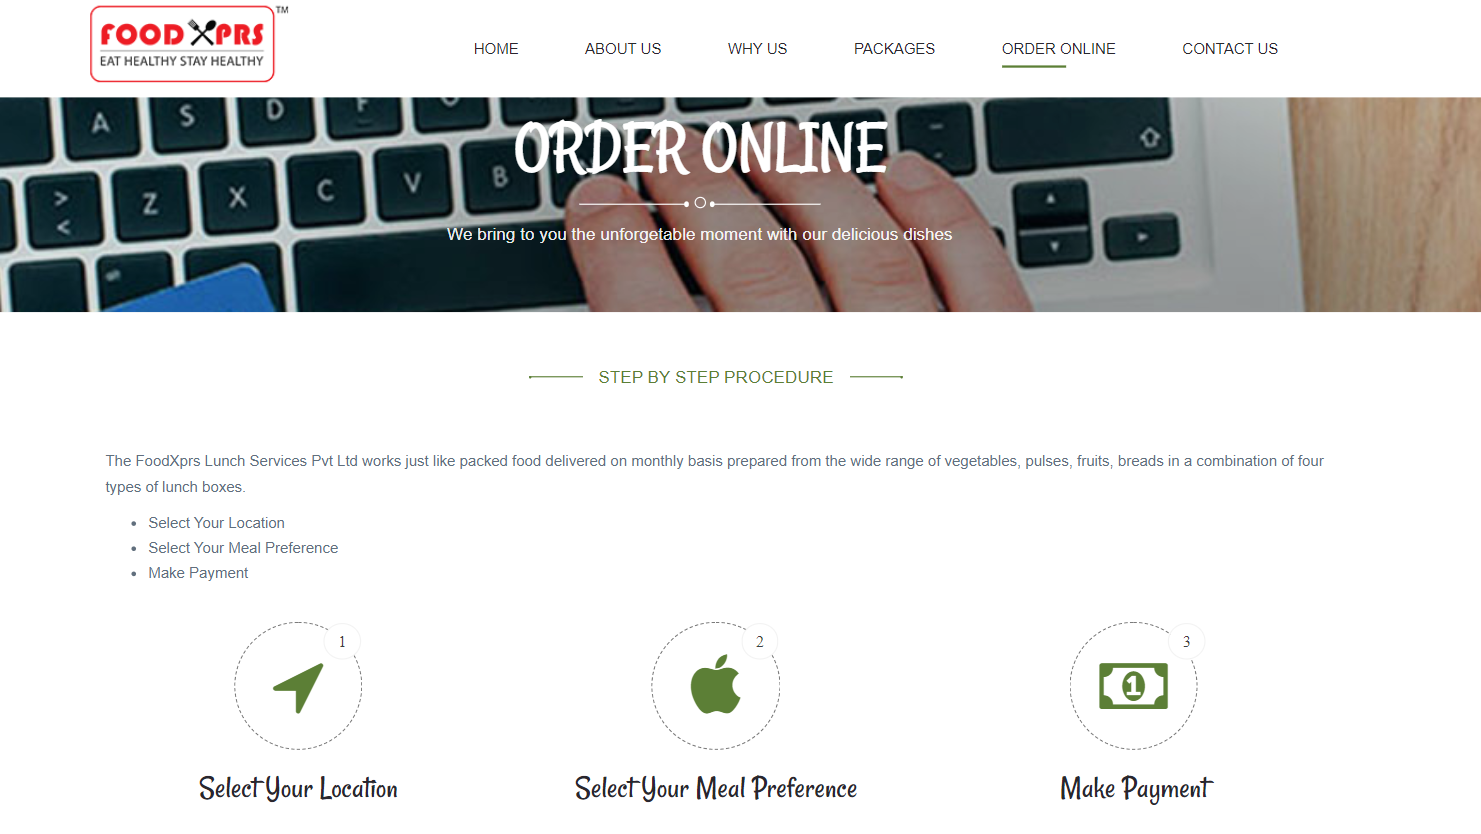 FOOD XPRS TM
EAT HEALTHY STAY HEALTHY
HOME ABOUT US WHY US PACKAGES ORDER ONLINE CONTACT US
A S D F
> < Z X C V B
ORDER ONLINE
We bring to you the unforgetable moment with our delicious dishes
STEP BY STEP PROCEDURE
The FoodXprs Lunch Services Pvt Ltd works just like packed food delivered on monthly basis prepared from the wide range of vegetables, pulses, fruits, breads in a combination of four
types of lunch boxes.
• Select Your Location
• Select Your Meal Preference
• Make Payment
1 2 3
1
Select Your Location Select Your Meal Preference Make Payment